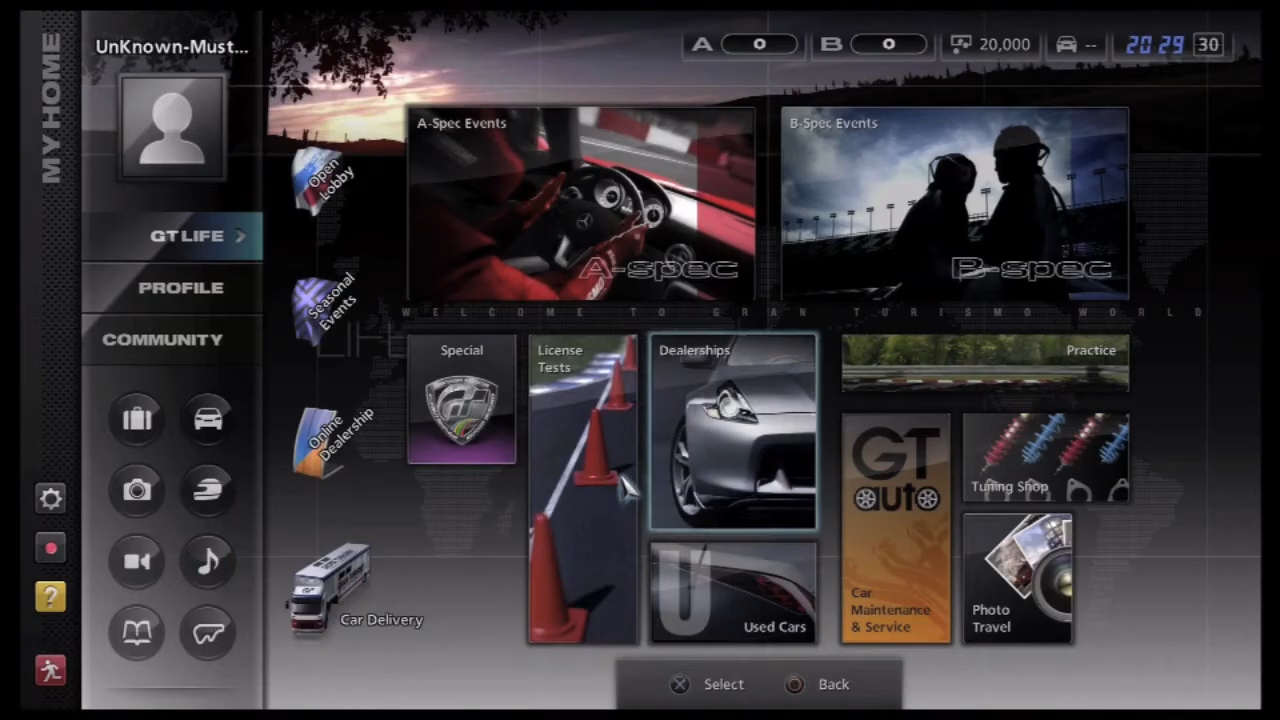 MY HOME
UnKnown-Must...
A 0
B 0
20,000
--
20 29
30
GT LIFE
PROFILE
COMMUNITY
?
Open
Lobby
Seasonal
Events
Online
Dealership
Car Delivery
A-Spec Events
A-spec
B-Spec Events
B-spec
WELCOME TO GRAN TURISMO WORLD
Special
License
Tests
Dealerships
U
Used Cars
Practice
GT
auto
Car
Maintenance
& Service
Tuning Shop
Photo
Travel
Select
Back